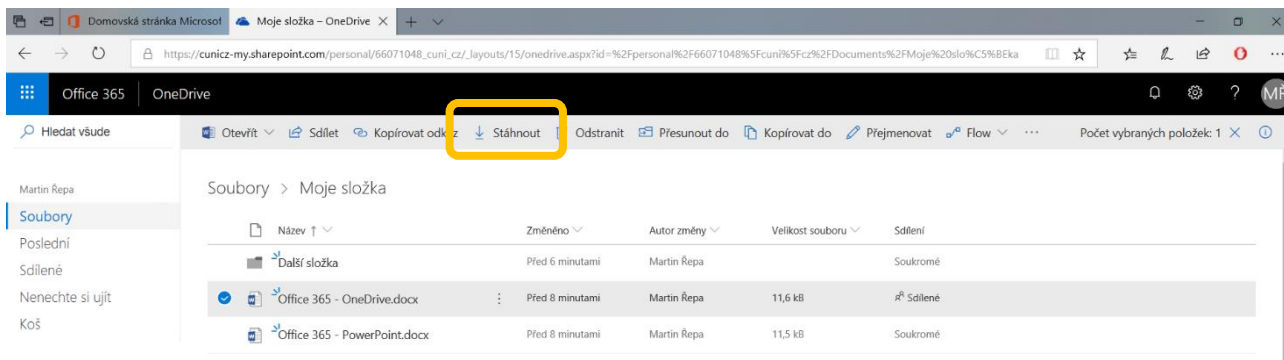 Domovská stránka Microsof Moje složka – OneDrive
https://cunicz-my.sharepoint.com/personal/66071048_cuni_cz/_layouts/15/onedrive.aspx?id=%2Fpersonal%2F66071048%5Fcuni%5Fcz%2FDocuments%2FMoje%20slo%C5%BEka
Office 365 OneDrive ? MŘ
Hledat všude Otevřít Sdílet Kopírovat odk z Stáhnout Odstranit Přesunout do Kopírovat do Přejmenovat Flow ... Počet vybraných položek: 1
Martin Řepa Soubory > Moje složka
Soubory
Název ↑ Změněno Autor změny Velikost souboru Sdílení
Poslední
Další složka Před 6 minutami Martin Řepa Soukromé
Sdílené
Nenechte si ujít Office 365 - OneDrive.docx Před 8 minutami Martin Řepa 11,6 kB Sdílené
Koš
Office 365 - PowerPoint.docx Před 8 minutami Martin Řepa 11,5 kB Soukromé